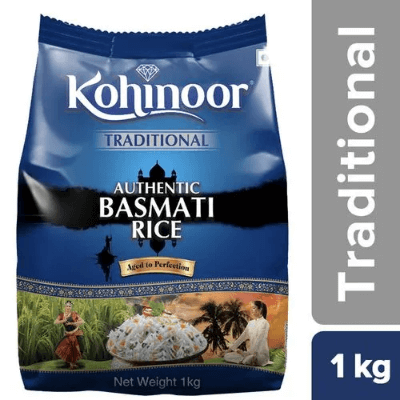 Kohinoor
TRADITIONAL
AUTHENTIC
BASMATI
RICE
Aged to Perfection
Net Weight 1kg
Traditional
1 kg